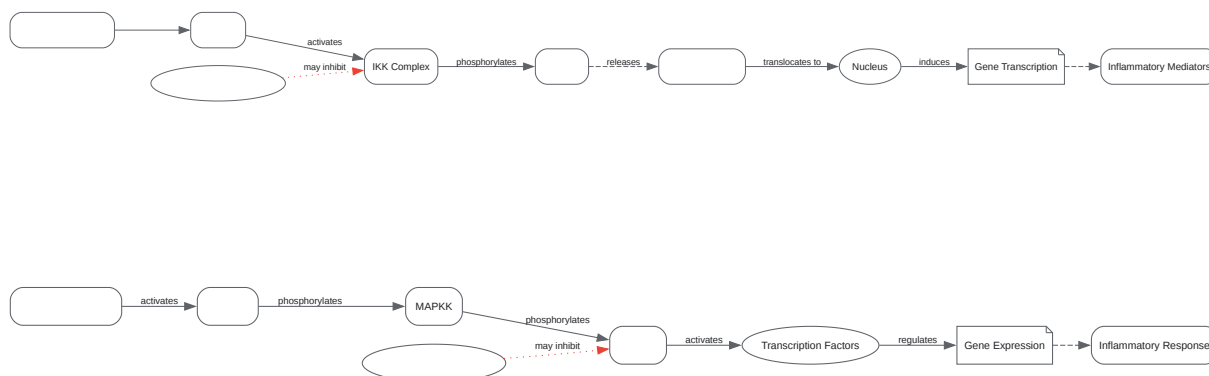 activates
may inhibit
IKK Complex
phosphorylates
releases
translocates to
Nucleus
induces
Gene Transcription
Inflammatory Mediators
activates
phosphorylates
MAPKK
phosphorylates
may inhibit
activates
Transcription Factors
regulates
Gene Expression
Inflammatory Response